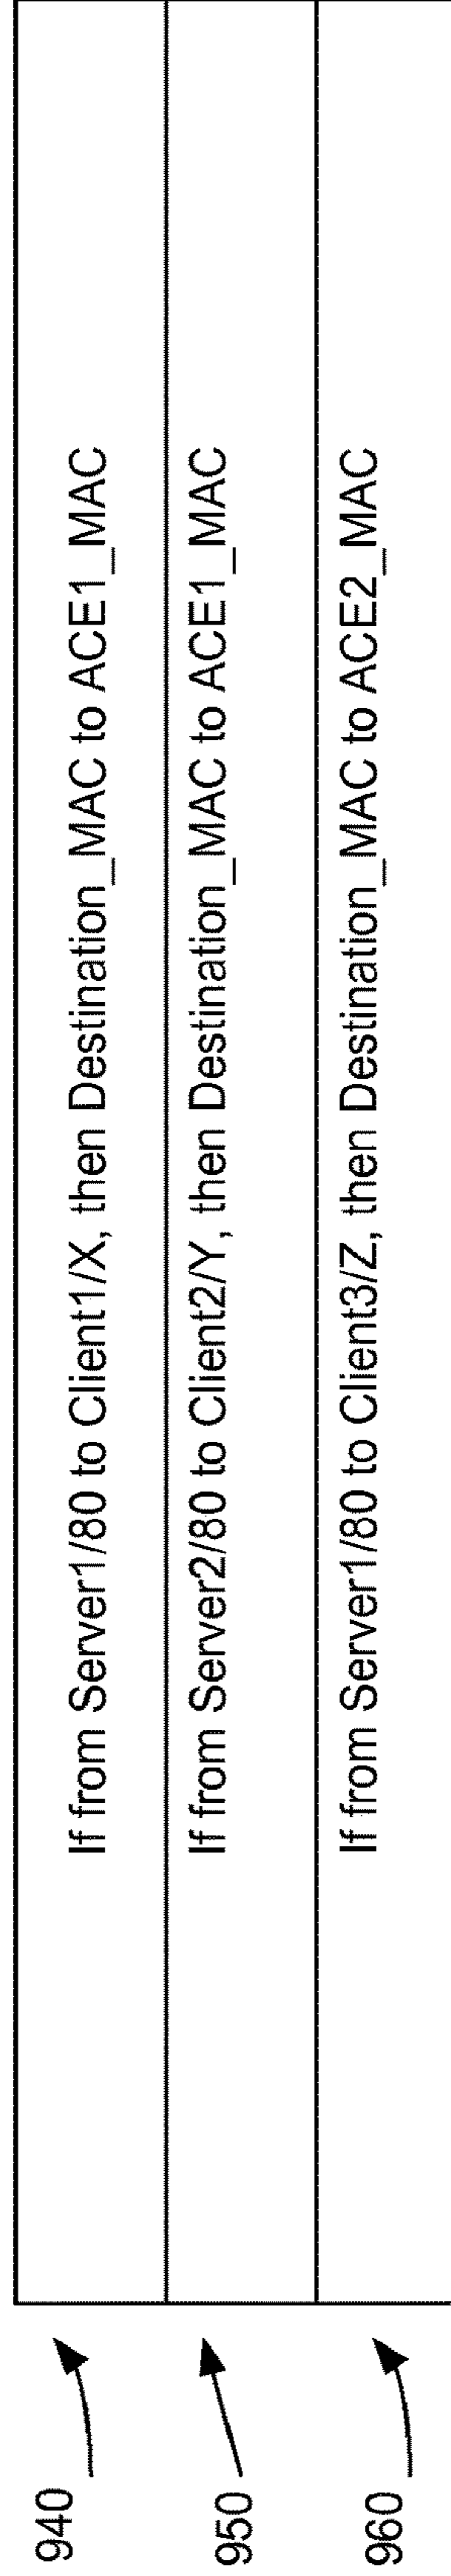 940 If from Server1/80 to Client1/X, then Destination_MAC to ACE1_MAC
950 If from Server2/80 to Client2/Y, then Destination_MAC to ACE1_MAC
960 If from Server1/80 to Client3/Z, then Destination_MAC to ACE2_MAC